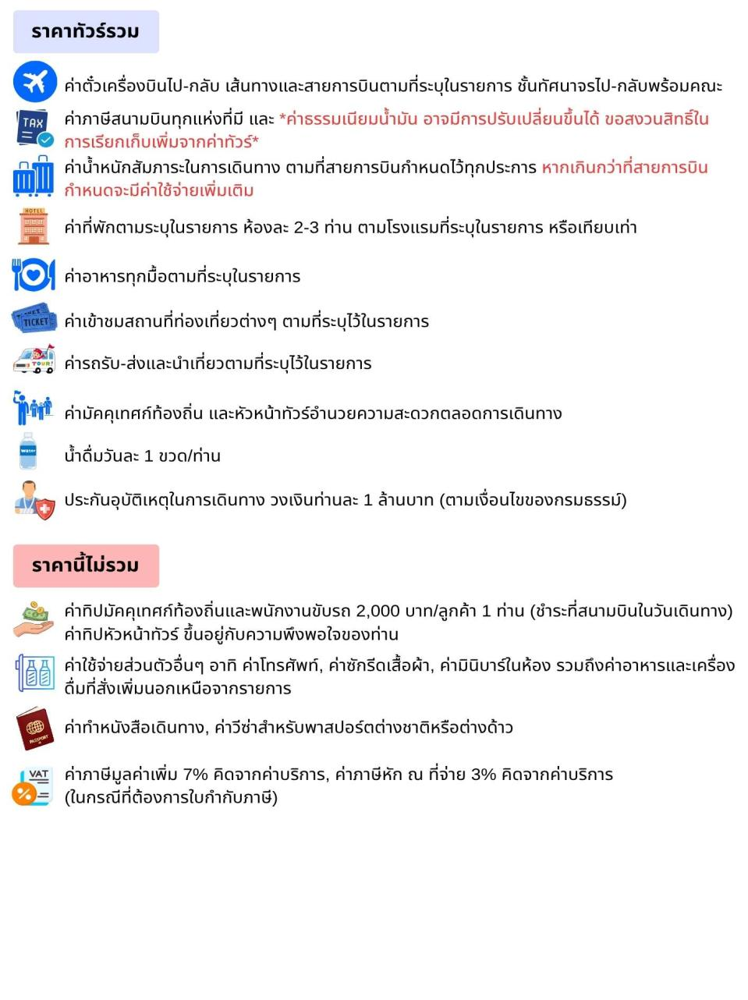 ราคาทัวร์รวม
ค่าตั๋วเครื่องบินไป-กลับ เส้นทางและสายการบินตามที่ระบุในรายการ ชั้นทัศนาจรไป-กลับพร้อมคณะ
TAX
ค่าภาษีสนามบินทุกแห่งที่มี และ *ค่าธรรมเนียมน้ำมัน อาจมีการปรับเปลี่ยนขึ้นได้ ขอสงวนสิทธิ์ใน
การเรียกเก็บเพิ่มจากค่าทัวร์*
ค่าน้ำหนักสัมภาระในการเดินทาง ตามที่สายการบินกำหนดไว้ทุกประการ หากเกินกว่าที่สายการบิน
กำหนดจะมีค่าใช้จ่ายเพิ่มเติม
HOTEL
ค่าที่พักตามระบุในรายการ ห้องละ 2-3 ท่าน ตามโรงแรมที่ระบุในรายการ หรือเทียบเท่า
ค่าอาหารทุกมื้อตามที่ระบุในรายการ
TICKET
TICKET
ค่าเข้าชมสถานที่ท่องเที่ยวต่างๆ ตามที่ระบุไว้ในรายการ
TOUR!
ค่ารถรับ-ส่งและนำเที่ยวตามที่ระบุไว้ในรายการ
ค่ามัคคุเทศก์ท้องถิ่น และหัวหน้าทัวร์อำนวยความสะดวกตลอดการเดินทาง
Water
น้ำดื่มวันละ 1 ขวด/ท่าน
ประกันอุบัติเหตุในการเดินทาง วงเงินท่านละ 1 ล้านบาท (ตามเงื่อนไขของกรมธรรม์)
ราคานี้ไม่รวม
ค่าทิปมัคคุเทศก์ท้องถิ่นและพนักงานขับรถ 2,000 บาท/ลูกค้า 1 ท่าน (ชำระที่สนามบินในวันเดินทาง)
ค่าทิปหัวหน้าทัวร์ ขึ้นอยู่กับความพึงพอใจของท่าน
ค่าใช้จ่ายส่วนตัวอื่นๆ อาทิ ค่าโทรศัพท์, ค่าซักรีดเสื้อผ้า, ค่ามินิบาร์ในห้อง รวมถึงค่าอาหารและเครื่อง
ดื่มที่สั่งเพิ่มนอกเหนือจากรายการ
PASSPORT
ค่าทำหนังสือเดินทาง, ค่าวีซ่าสำหรับพาสปอร์ตต่างชาติหรือต่างด้าว
VAT
%
ค่าภาษีมูลค่าเพิ่ม 7% คิดจากค่าบริการ, ค่าภาษีหัก ณ ที่จ่าย 3% คิดจากค่าบริการ
(ในกรณีที่ต้องการใบกำกับภาษี)